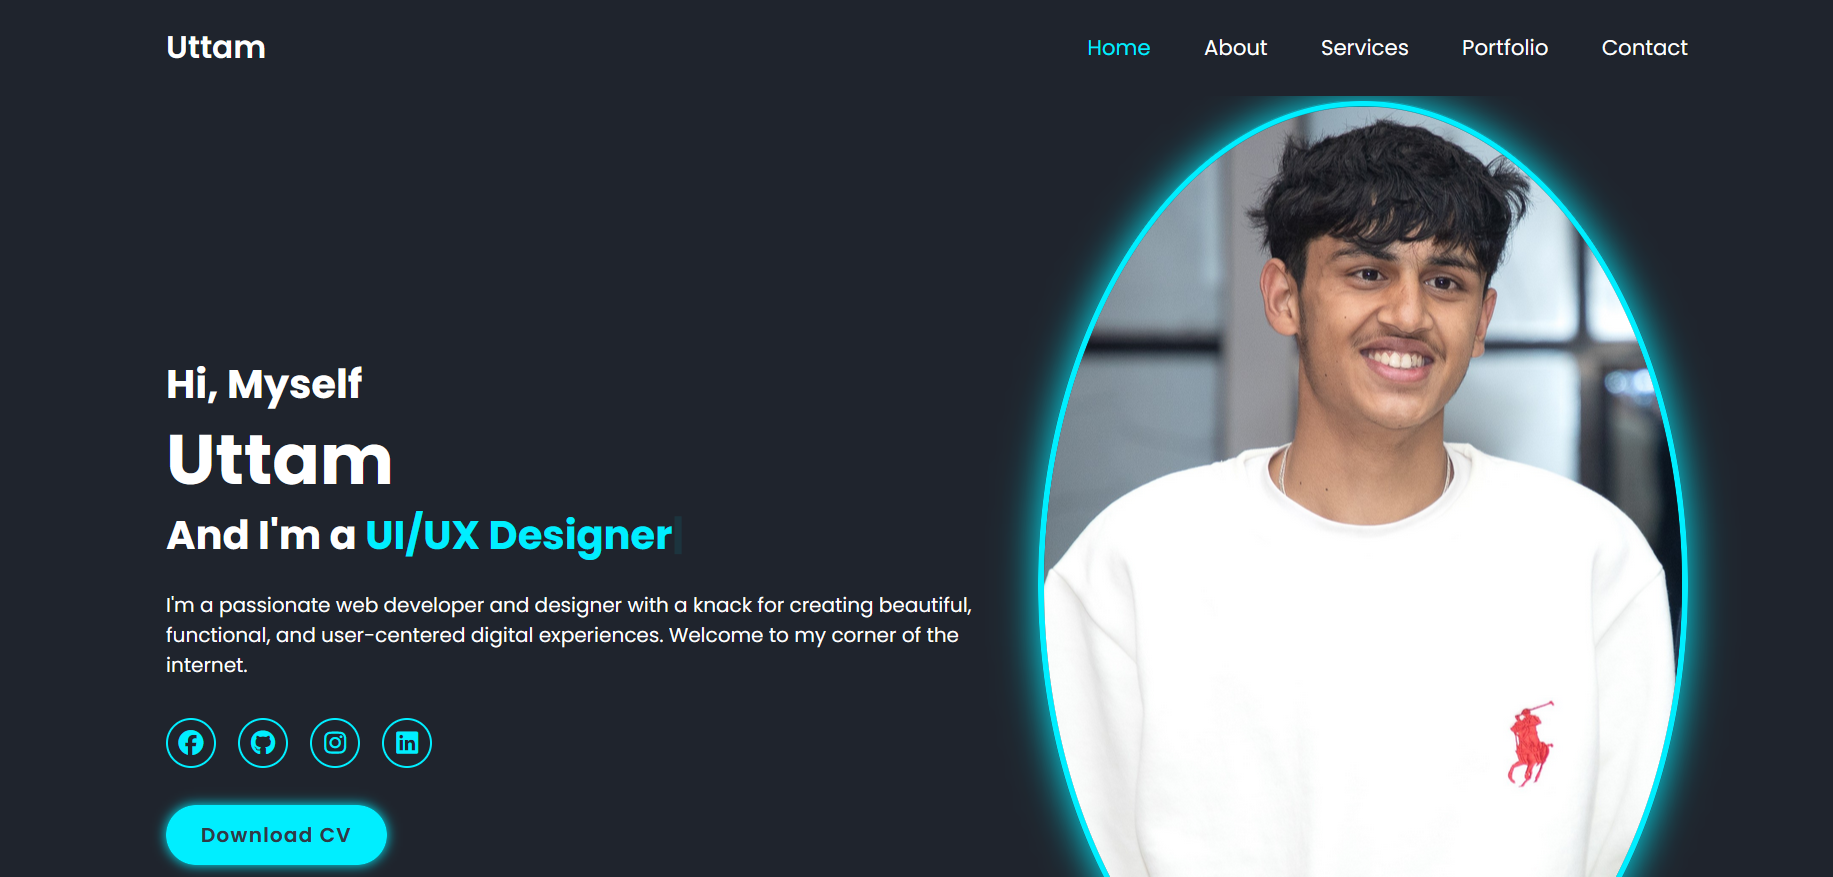 Uttam
Home About Services Portfolio Contact
Hi, Myself
Uttam
And I'm a UI/UX Designer
I'm a passionate web developer and designer with a knack for creating beautiful,
functional, and user-centered digital experiences. Welcome to my corner of the
internet.
Download CV